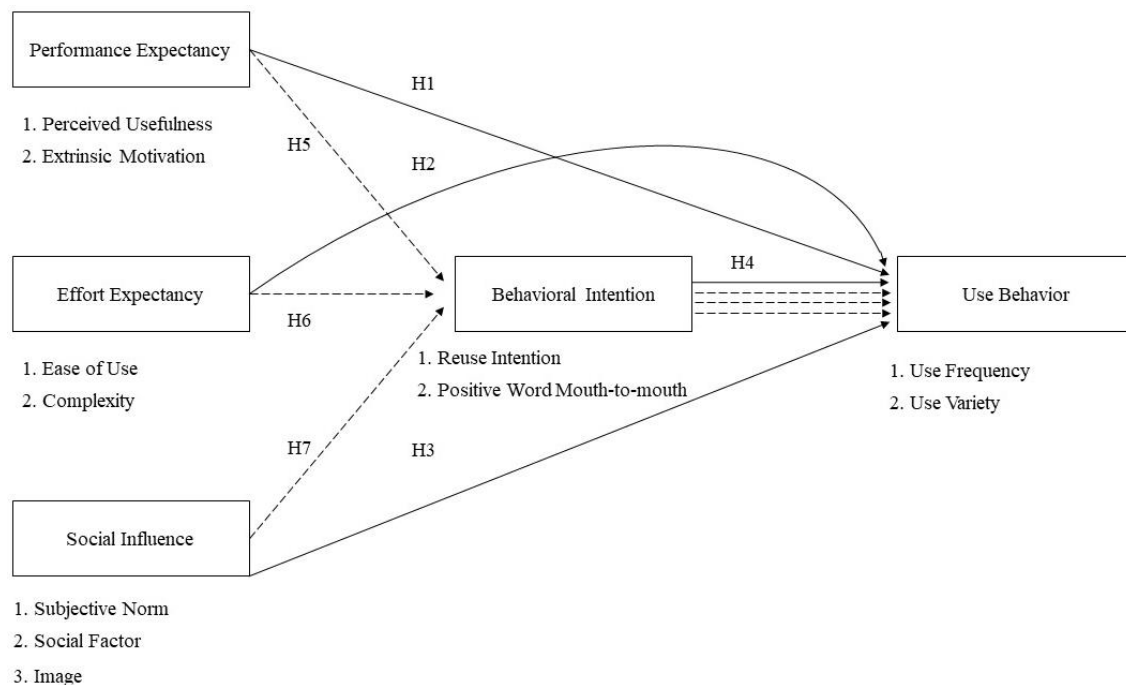 Performance Expectancy
H1
1. Perceived Usefulness
2. Extrinsic Motivation
H5
H2
Effort Expectancy
H6
Behavioral Intention
H4
Use Behavior
1. Ease of Use
2. Complexity
1. Reuse Intention
2. Positive Word Mouth-to-mouth
1. Use Frequency
2. Use Variety
H7
H3
Social Influence
1. Subjective Norm
2. Social Factor
3. Image